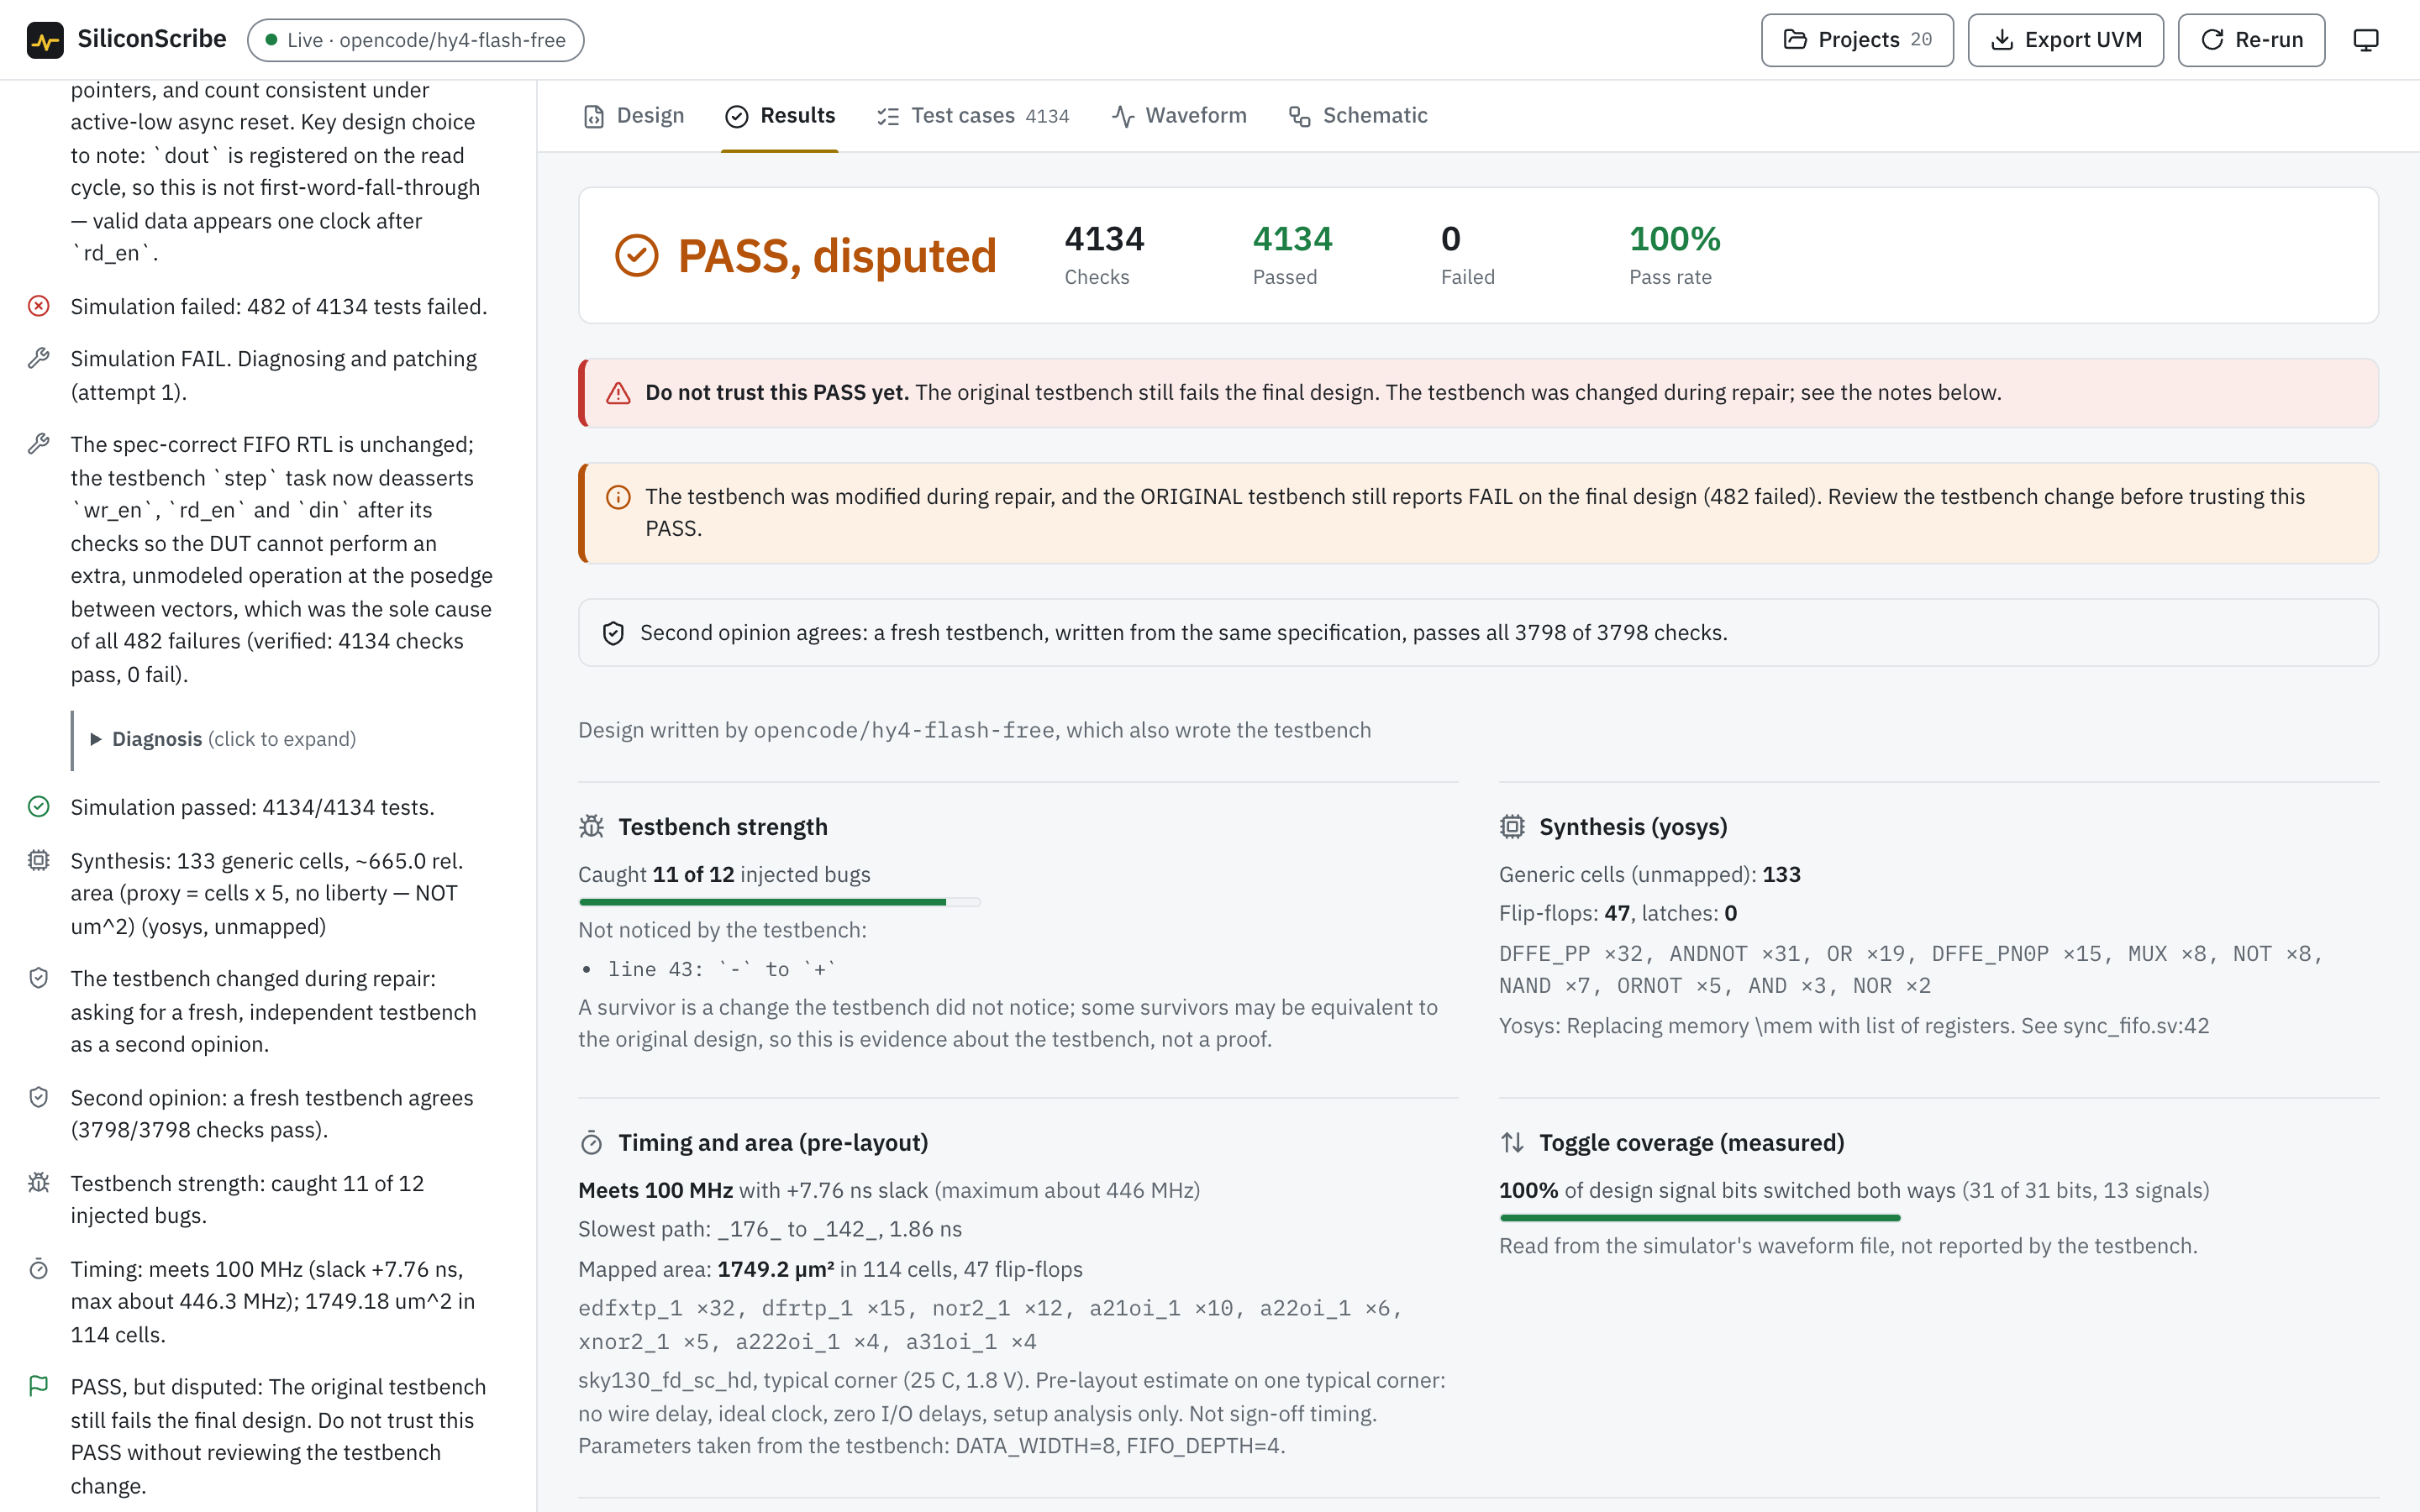 SiliconScribe
Live · opencode/hy4-flash-free
Projects 20
Export UVM
Re-run
pointers, and count consistent under
active-low async reset. Key design choice
to note: `dout` is registered on the read
cycle, so this is not first-word-fall-through
— valid data appears one clock after
`rd_en`.
Simulation failed: 482 of 4134 tests failed.
Simulation FAIL. Diagnosing and patching
(attempt 1).
The spec-correct FIFO RTL is unchanged;
the testbench `step` task now deasserts
`wr_en`, `rd_en` and `din` after its
checks so the DUT cannot perform an
extra, unmodeled operation at the posedge
between vectors, which was the sole cause
of all 482 failures (verified: 4134 checks
pass, 0 fail).
Diagnosis (click to expand)
Simulation passed: 4134/4134 tests.
Synthesis: 133 generic cells, ~665.0 rel.
area (proxy = cells x 5, no liberty — NOT
um^2) (yosys, unmapped)
The testbench changed during repair:
asking for a fresh, independent testbench
as a second opinion.
Second opinion: a fresh testbench agrees
(3798/3798 checks pass).
Testbench strength: caught 11 of 12
injected bugs.
Timing: meets 100 MHz (slack +7.76 ns,
max about 446.3 MHz); 1749.18 um^2 in
114 cells.
PASS, but disputed: The original testbench
still fails the final design. Do not trust this
PASS without reviewing the testbench
change.
Design
Results
Test cases 4134
Waveform
Schematic
PASS, disputed
4134
Checks
4134
Passed
0
Failed
100%
Pass rate
Do not trust this PASS yet. The original testbench still fails the final design. The testbench was changed during repair; see the notes below.
The testbench was modified during repair, and the ORIGINAL testbench still reports FAIL on the final design (482 failed). Review the testbench change before trusting this
PASS.
Second opinion agrees: a fresh testbench, written from the same specification, passes all 3798 of 3798 checks.
Design written by opencode/hy4-flash-free, which also wrote the testbench
Testbench strength
Caught 11 of 12 injected bugs
Not noticed by the testbench:
• line 43: `-` to `+`
A survivor is a change the testbench did not notice; some survivors may be equivalent to
the original design, so this is evidence about the testbench, not a proof.
Synthesis (yosys)
Generic cells (unmapped): 133
Flip-flops: 47, latches: 0
DFFE_PP ×32, ANDNOT ×31, OR ×19, DFFE_PN0P ×15, MUX ×8, NOT ×8,
NAND ×7, ORNOT ×5, AND ×3, NOR ×2
Yosys: Replacing memory \mem with list of registers. See sync_fifo.sv:42
Timing and area (pre-layout)
Meets 100 MHz with +7.76 ns slack (maximum about 446 MHz)
Slowest path: _176_ to _142_, 1.86 ns
Mapped area: 1749.2 µm² in 114 cells, 47 flip-flops
edfxtp_1 ×32, dfrtp_1 ×15, nor2_1 ×12, a21oi_1 ×10, a22oi_1 ×6,
xnor2_1 ×5, a222oi_1 ×4, a31oi_1 ×4
sky130_fd_sc_hd, typical corner (25 C, 1.8 V). Pre-layout estimate on one typical corner:
no wire delay, ideal clock, zero I/O delays, setup analysis only. Not sign-off timing.
Parameters taken from the testbench: DATA_WIDTH=8, FIFO_DEPTH=4.
Toggle coverage (measured)
100% of design signal bits switched both ways (31 of 31 bits, 13 signals)
Read from the simulator's waveform file, not reported by the testbench.